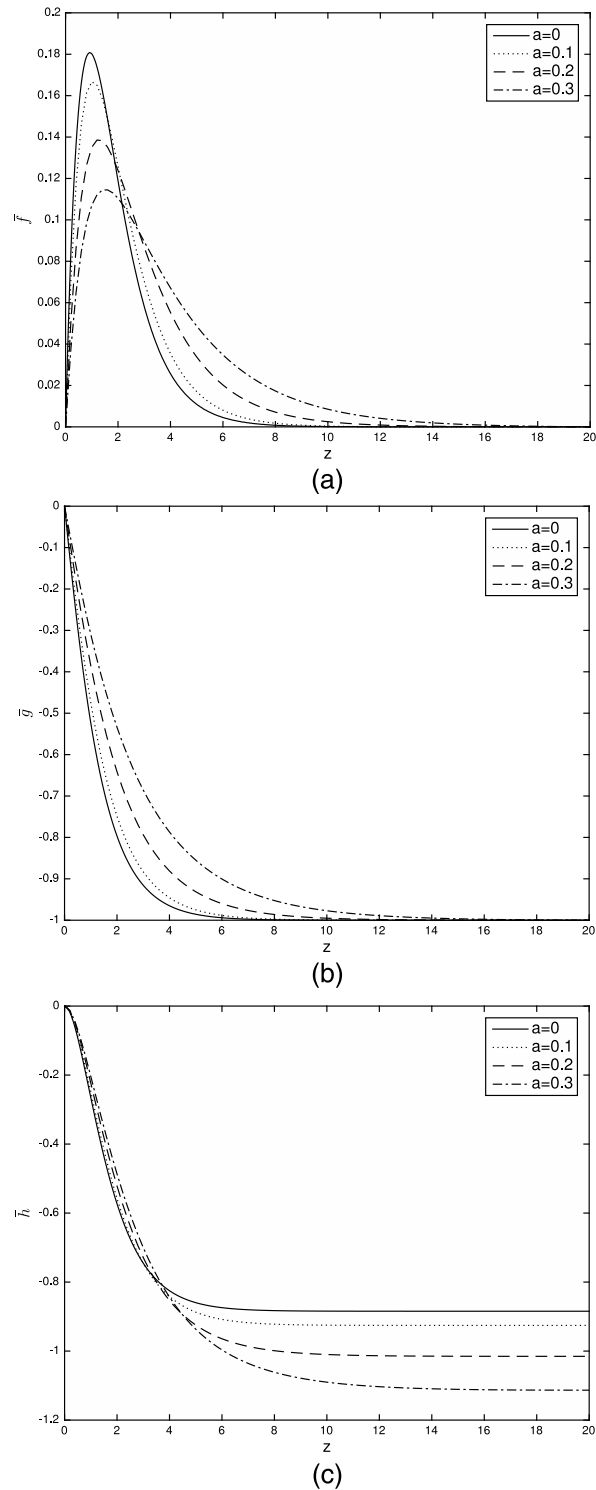 0.2
0.18
0.16
0.14
0.12
0.1
0.08
0.06
0.04
0.02
0
f̄
a=0
a=0.1
a=0.2
a=0.3
0 2 4 6 8 10 12 14 16 18 20
z
(a)
0
-0.1
-0.2
-0.3
-0.4
-0.5
-0.6
-0.7
-0.8
-0.9
-1
ḡ
a=0
a=0.1
a=0.2
a=0.3
0 2 4 6 8 10 12 14 16 18 20
z
(b)
0
-0.2
-0.4
-0.6
-0.8
-1
-1.2
h̄
a=0
a=0.1
a=0.2
a=0.3
0 2 4 6 8 10 12 14 16 18 20
z
(c)